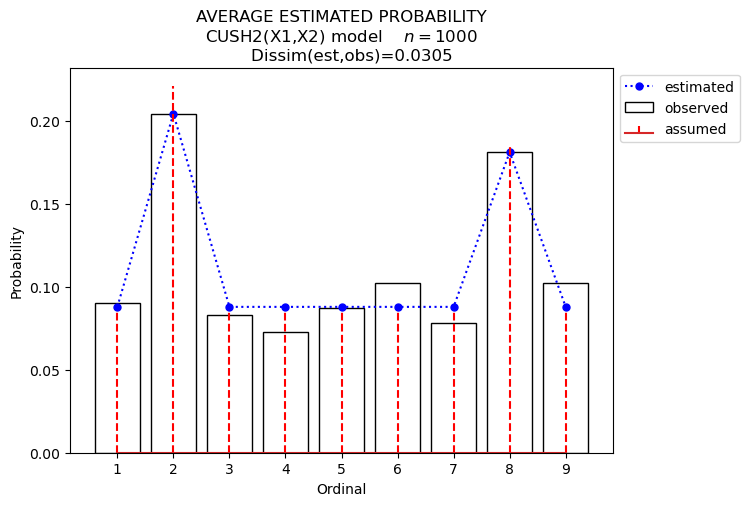 AVERAGE ESTIMATED PROBABILITY
CUSH2(X1,X2) model n = 1000
Dissim(est,obs)=0.0305
estimated
observed
assumed
Probability
0.20
0.15
0.10
0.05
0.00
1 2 3 4 5 6 7 8 9
Ordinal